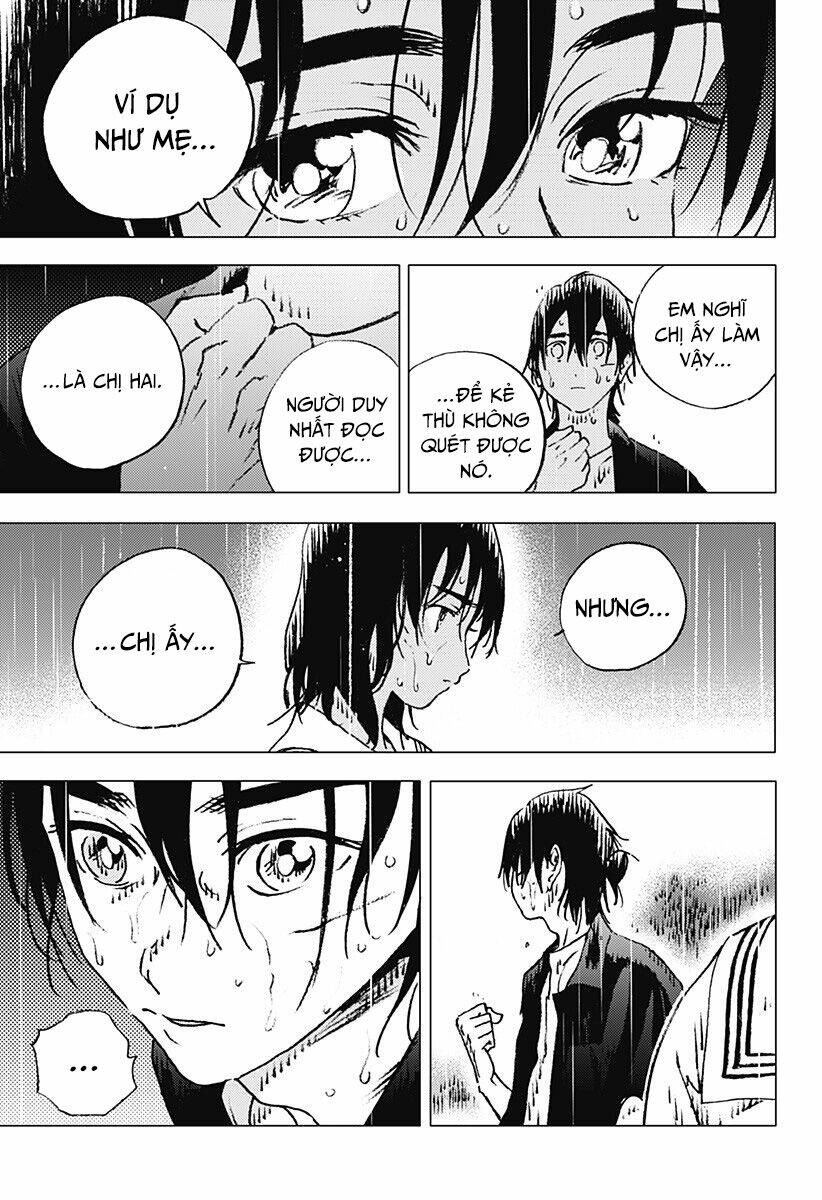 VÍ DỤ
NHƯ MẸ...
EM NGHĨ
CHỊ ẤY LÀM
VẬY...
...ĐỂ KẺ
THÙ KHÔNG
QUÉT ĐƯỢC
NÓ.
NGƯỜI DUY
NHẤT ĐỌC
ĐƯỢC...
...LÀ CHỊ HAI.
NHƯNG...
...CHỊ ẤY...
...